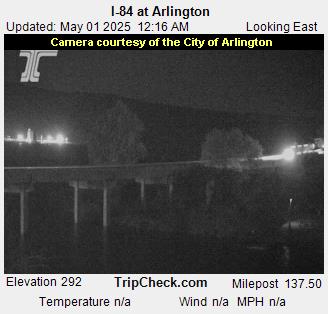 I-84 at Arlington
Updated: May 01 2025 12:16 AM Looking East
Camera courtesy of the City of Arlington
Elevation 292 TripCheck.com Milepost 137.50
Temperature n/a Wind n/a MPH n/a